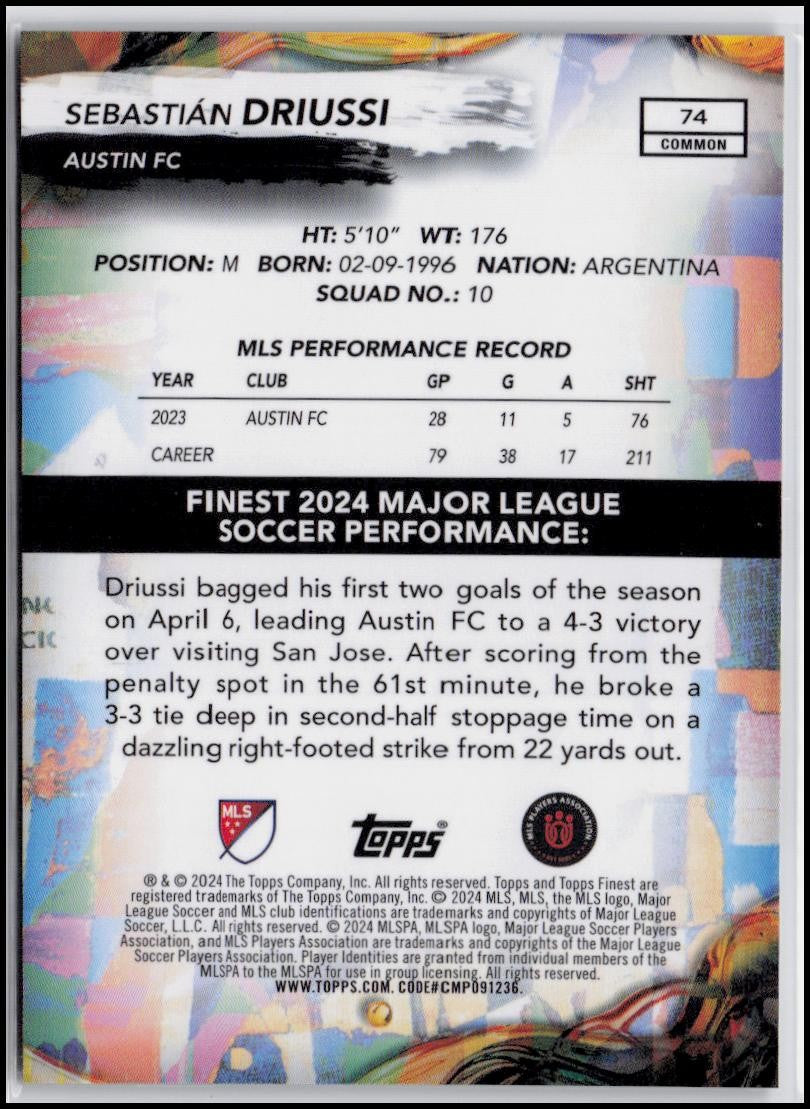 SEBASTIÁN DRIUSSI
AUSTIN FC
74
COMMON
HT: 5'10" WT: 176
POSITION: M BORN: 02-09-1996 NATION: ARGENTINA
SQUAD NO.: 10
MLS PERFORMANCE RECORD
YEAR CLUB GP G A SHT
2023 AUSTIN FC 28 11 5 76
CAREER 79 38 17 211
FINEST 2024 MAJOR LEAGUE
SOCCER PERFORMANCE:
Driussi bagged his first two goals of the season
on April 6, leading Austin FC to a 4-3 victory
over visiting San Jose. After scoring from the
penalty spot in the 61st minute, he broke a
3-3 tie deep in second-half stoppage time on a
dazzling right-footed strike from 22 yards out.
MLS
Topps®
MLS PLAYERS ASSOCIATION
® & © 2024 The Topps Company, Inc. All rights reserved. Topps and Topps Finest are
registered trademarks of The Topps Company, Inc. © 2024 MLS, MLS, the MLS logo, Major
League Soccer and MLS club identifications are trademarks and copyrights of Major League
Soccer, L.L.C. All rights reserved. © 2024 MLSPA, MLSPA logo, Major League Soccer Players
Association, and MLS Players Association are trademarks and copyrights of the Major League
Soccer Players Association. Player Identities are granted from individual members of the
MLSPA to the MLSPA for use in group licensing. All rights reserved.
WWW.TOPPS.COM. CODE#CMP091236.